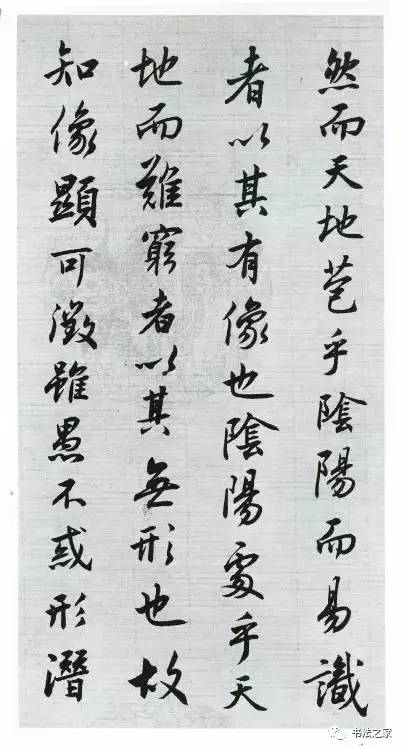 然而天地苞乎陰陽而易識
者以其有像也陰陽處乎天
地而難窮者以其無形也故
知像顯可徵雖愚不惑形潛
书法之家